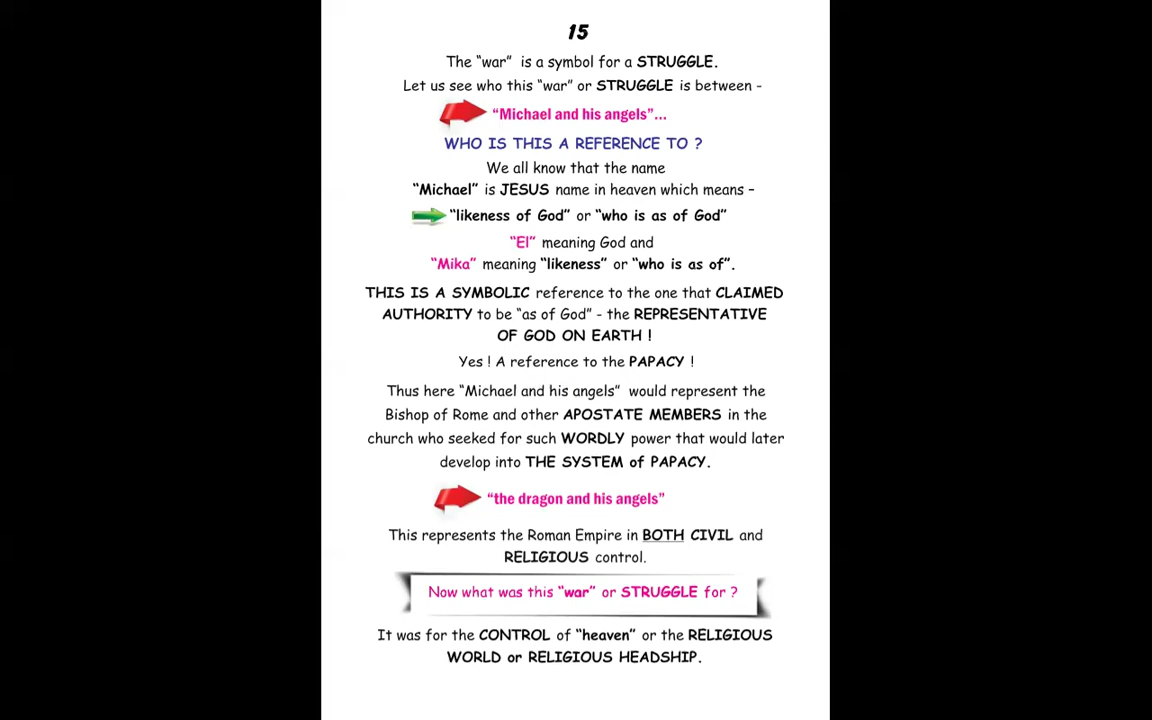 15
The “war” is a symbol for a STRUGGLE.
Let us see who this “war” or STRUGGLE is between -
“Michael and his angels”...
WHO IS THIS A REFERENCE TO ?
We all know that the name
“Michael” is JESUS name in heaven which means –
“likeness of God” or “who is as of God”
“El” meaning God and
“Mika” meaning “likeness” or “who is as of”.
THIS IS A SYMBOLIC reference to the one that CLAIMED
AUTHORITY to be “as of God” - the REPRESENTATIVE
OF GOD ON EARTH !
Yes ! A reference to the PAPACY !
Thus here “Michael and his angels” would represent the
Bishop of Rome and other APOSTATE MEMBERS in the
church who seeked for such WORDLY power that would later
develop into THE SYSTEM of PAPACY.
“the dragon and his angels”
This represents the Roman Empire in BOTH CIVIL and
RELIGIOUS control.
Now what was this “war” or STRUGGLE for ?
It was for the CONTROL of “heaven” or the RELIGIOUS
WORLD or RELIGIOUS HEADSHIP.